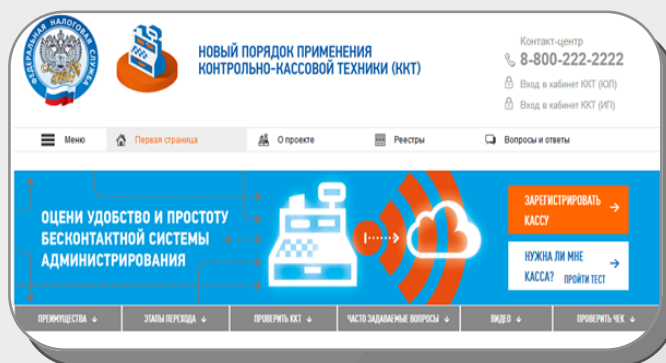 ФЕДЕРАЛЬНАЯ НАЛОГОВАЯ СЛУЖБА
НОВЫЙ ПОРЯДОК ПРИМЕНЕНИЯ
КОНТРОЛЬНО-КАССОВОЙ ТЕХНИКИ (ККТ)
Контакт-центр
8-800-222-2222
Вход в кабинет ККТ (ЮЛ)
Вход в кабинет ККТ (ИП)
Меню
Первая страница
О проекте
Реестры
Вопросы и ответы
ОЦЕНИ УДОБСТВО И ПРОСТОТУ
БЕСКОНТАКТНОЙ СИСТЕМЫ
АДМИНИСТРИРОВАНИЯ
ЗАРЕГИСТРИРОВАТЬ
КАССУ
НУЖНА ЛИ МНЕ
КАССА? ПРОЙТИ ТЕСТ
ПРЕИМУЩЕСТВА
ЭТАПЫ ПЕРЕХОДА
ПРОВЕРИТЬ ККТ
ЧАСТО ЗАДАВАЕМЫЕ ВОПРОСЫ
ВИДЕО
ПРОВЕРИТЬ ЧЕК